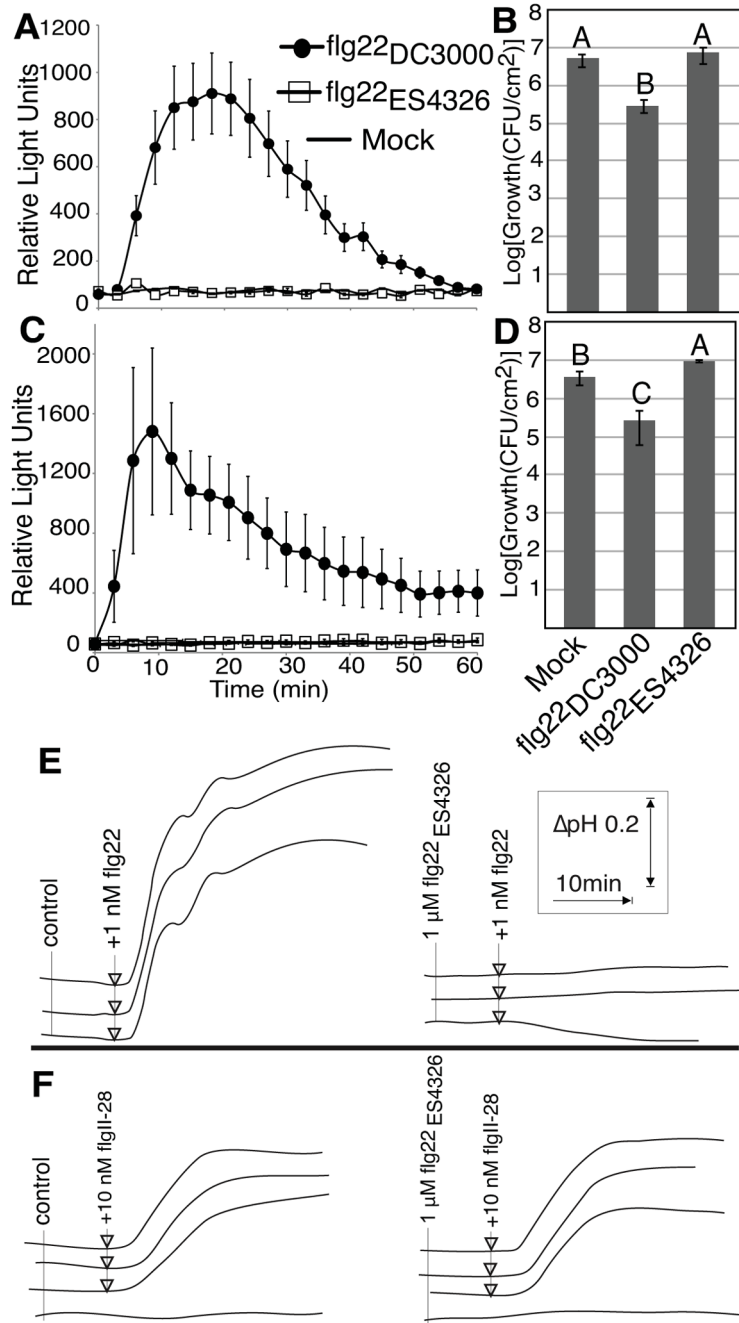 A
Relative Light Units
1200
1000
800
600
400
200
0
flg22DC3000
flg22ES4326
Mock
B
Log[Growth(CFU/cm2)]
8
7
6
5
4
3
2
1
A
B
A
C
Relative Light Units
2000
1600
1200
800
400
0
0 10 20 30 40 50 60
Time (min)
D
Log[Growth(CFU/cm2)]
8
7
6
5
4
3
2
1
B
C
A
Mock
flg22DC3000
flg22ES4326
E
control
+1 nM flg22
1 µM flg22 ES4326
+1 nM flg22
ΔpH 0.2
10min
F
control
+10 nM flgII-28
1 µM flg22 ES4326
+10 nM flgII-28